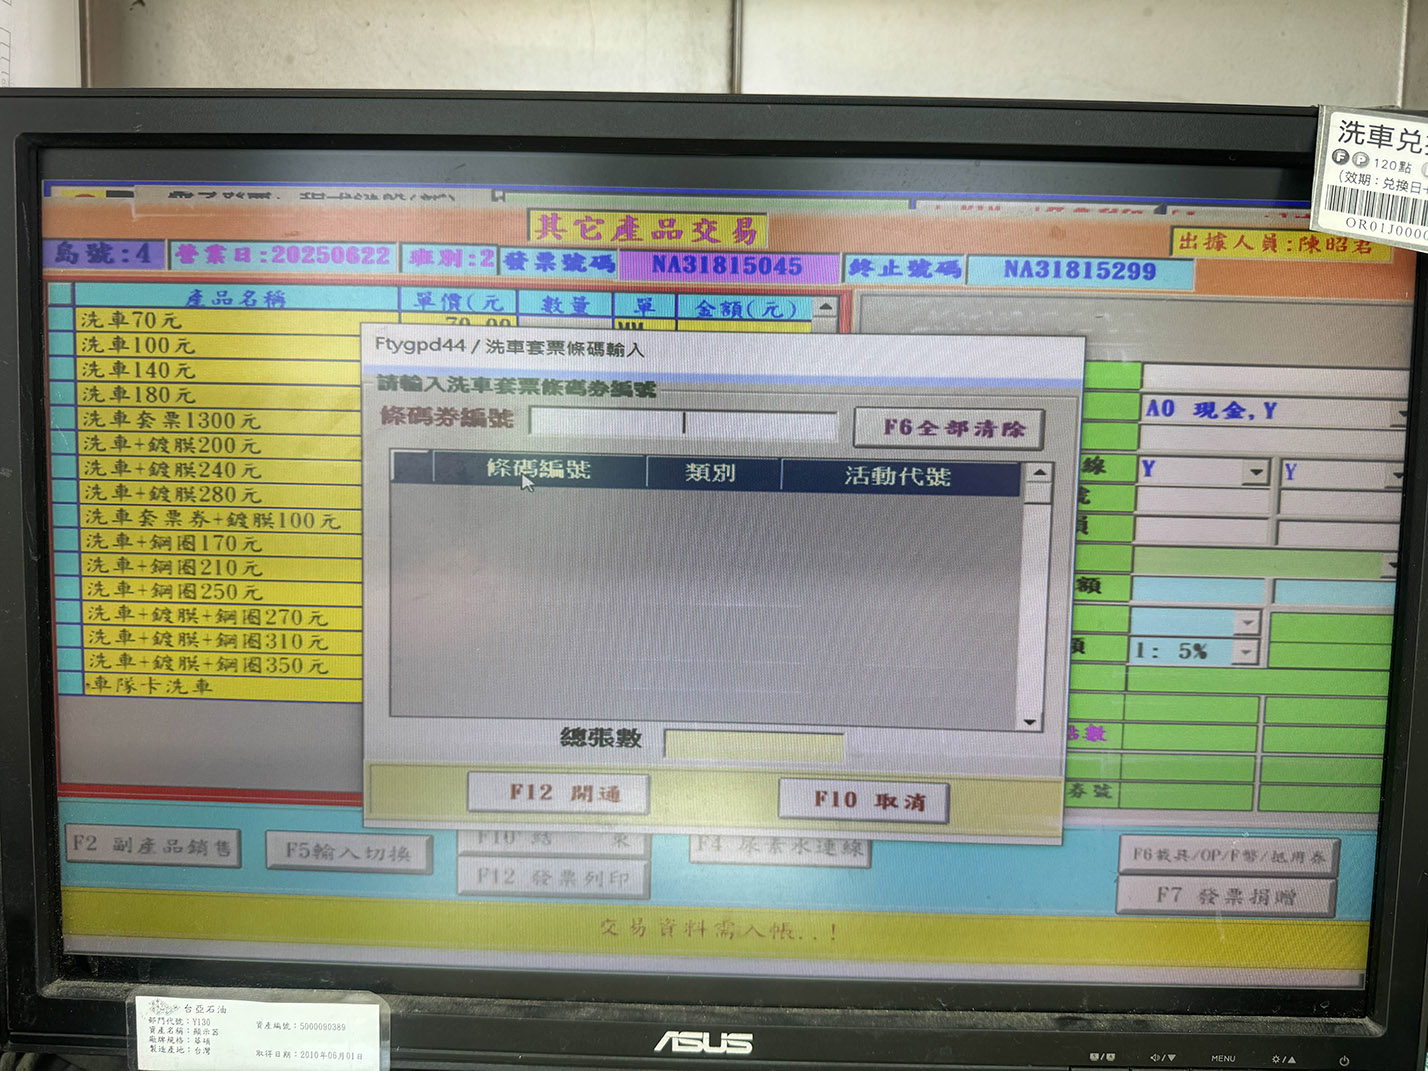 洗車兌
F P 120點
(效期：兌換日
OR01J0000
其它產品交易
島號:4 營業日:20250622 班別:2 發票號碼 NA31815045 終止號碼 NA31815299
出據人員:陳昭君
產品名稱 單價(元 數量 單 金額(元)
洗車70元 70.00 MM
洗車100元
洗車140元
洗車180元
洗車套票1300元
洗車+鍍膜200元
洗車+鍍膜240元
洗車+鍍膜280元
洗車套票券+鍍膜100元
洗車+鋼圈170元
洗車+鋼圈210元
洗車+鋼圈250元
洗車+鍍膜+鋼圈270元
洗車+鍍膜+鋼圈310元
洗車+鍍膜+鋼圈350元
車隊卡洗車
Ftygpd44 / 洗車套票條碼輸入
請輸入洗車套票條碼券編號
條碼券編號
F6全部清除
條碼編號 類別 活動代號
總張數
F12 開通
F10 取消
A0 現金,Y
線 Y Y
號
員
額
額 1: 5%
點數
券號
F2 副產品銷售
F5輸入切換
F10 結 束
F4 尿素水連線
F12 發票列印
F6載具/OP/F幣/抵用券
F7 發票捐贈
交易資料需入帳..!
台亞石油
部門代號：Y130
資產編號：5000090389
資產名稱：顯示器
廠牌規格：華碩
製造產地：台灣
取得日期：2010年06月01日
ASUS
MENU